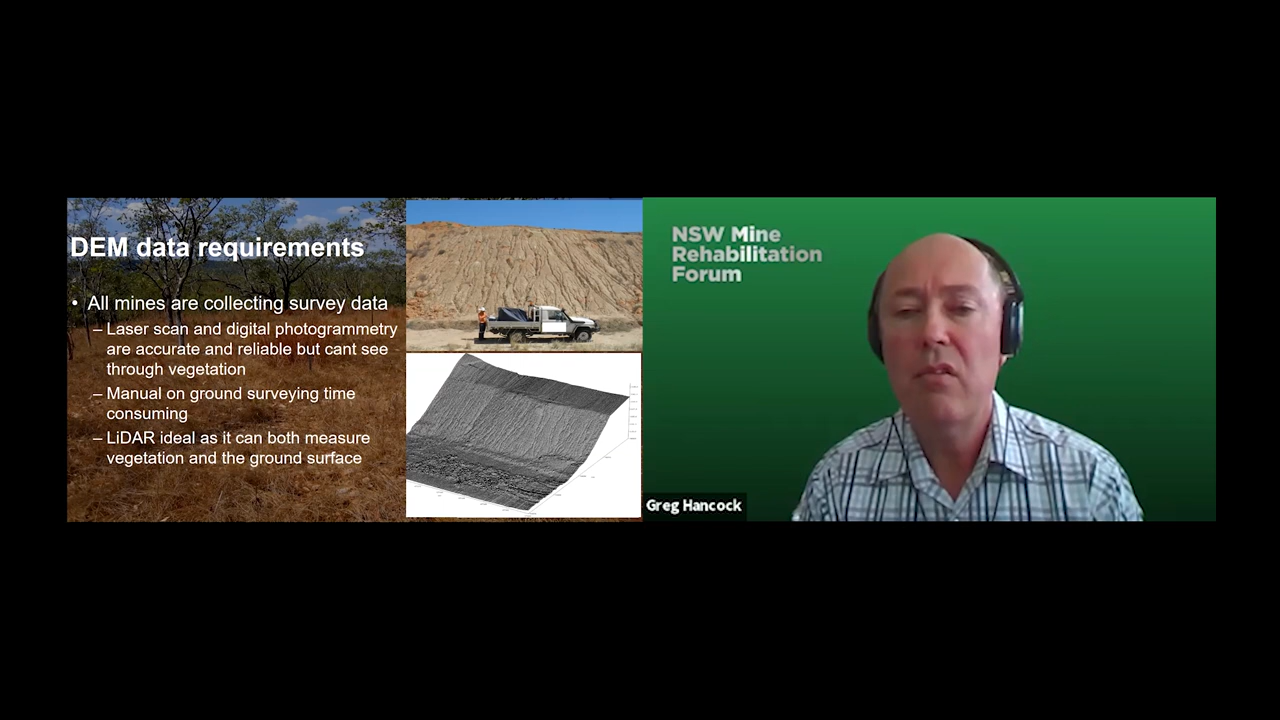 DEM data requirements
• All mines are collecting survey data
– Laser scan and digital photogrammetry
are accurate and reliable but cant see
through vegetation
– Manual on ground surveying time
consuming
– LiDAR ideal as it can both measure
vegetation and the ground surface
NSW Mine
Rehabilitation
Forum
Greg Hancock